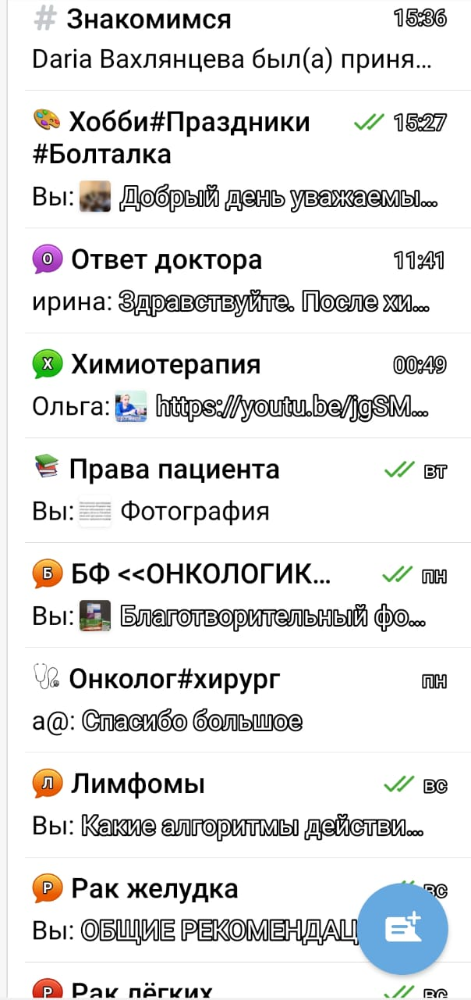 # Знакомимся 15:36
Daria Вахлянцева был(а) приня...
Хобби#Праздники 15:27
#Болталка
Вы: Добрый день уважаемы...
О Ответ доктора 11:41
ирина: Здравствуйте. После хи...
Х Химиотерапия 00:49
Ольга: https://youtu.be/jgSM...
Права пациента вт
Вы: Фотография
Б БФ <<ОНКОЛОГИК... пн
Вы: Благотворительный фо...
Онколог#хирург пн
а@: Спасибо большое
Л Лимфомы вс
Вы: Какие алгоритмы действи...
Р Рак желудка вс
Вы: ОБЩИЕ РЕКОМЕНДАЦ
Р Рак лёгких вс